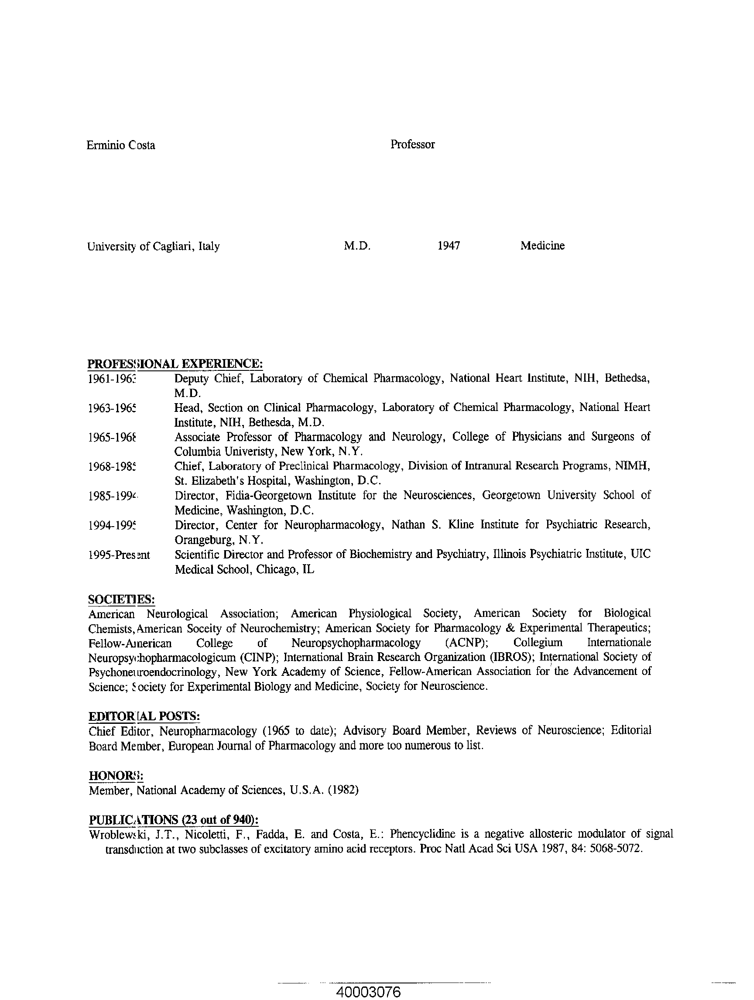 Erminio Costa Professor
University of Cagliari, Italy M.D. 1947 Medicine
PROFESSIONAL EXPERIENCE:
1961-1963 Deputy Chief, Laboratory of Chemical Pharmacology, National Heart Institute, NIH, Bethedsa,
M.D.
1963-1965 Head, Section on Clinical Pharmacology, Laboratory of Chemical Pharmacology, National Heart
Institute, NIH, Bethesda, M.D.
1965-1968 Associate Professor of Pharmacology and Neurology, College of Physicians and Surgeons of
Columbia Univeristy, New York, N.Y.
1968-1985 Chief, Laboratory of Preclinical Pharmacology, Division of Intranural Research Programs, NIMH,
St. Elizabeth's Hospital, Washington, D.C.
1985-1994 Director, Fidia-Georgetown Institute for the Neurosciences, Georgetown University School of
Medicine, Washington, D.C.
1994-1995 Director, Center for Neuropharmacology, Nathan S. Kline Institute for Psychiatric Research,
Orangeburg, N.Y.
1995-Present Scientific Director and Professor of Biochemistry and Psychiatry, Illinois Psychiatric Institute, UIC
Medical School, Chicago, IL
SOCIETIES:
American Neurological Association; American Physiological Society, American Society for Biological
Chemists,American Soceity of Neurochemistry; American Society for Pharmacology & Experimental Therapeutics;
Fellow-American College of Neuropsychopharmacology (ACNP); Collegium Internationale
Neuropsychopharmacologicum (CINP); International Brain Research Organization (IBROS); International Society of
Psychoneuroendocrinology, New York Academy of Science, Fellow-American Association for the Advancement of
Science; Society for Experimental Biology and Medicine, Society for Neuroscience.
EDITORIAL POSTS:
Chief Editor, Neuropharmacology (1965 to date); Advisory Board Member, Reviews of Neuroscience; Editorial
Board Member, European Journal of Pharmacology and more too numerous to list.
HONORS:
Member, National Academy of Sciences, U.S.A. (1982)
PUBLICATIONS (23 out of 940):
Wroblewski, J.T., Nicoletti, F., Fadda, E. and Costa, E.: Phencyclidine is a negative allosteric modulator of signal
transduction at two subclasses of excitatory amino acid receptors. Proc Natl Acad Sci USA 1987, 84: 5068-5072.
40003076